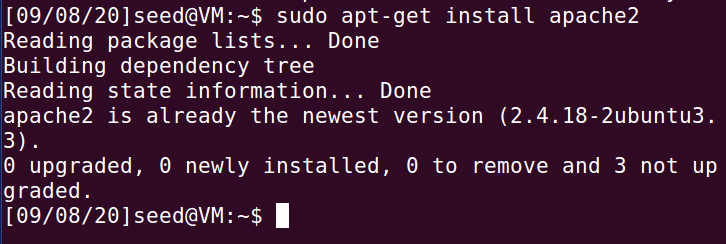 [09/08/20]seed@VM:~$ sudo apt-get install apache2
Reading package lists... Done
Building dependency tree
Reading state information... Done
apache2 is already the newest version (2.4.18-2ubuntu3.
3).
0 upgraded, 0 newly installed, 0 to remove and 3 not up
graded.
[09/08/20]seed@VM:~$